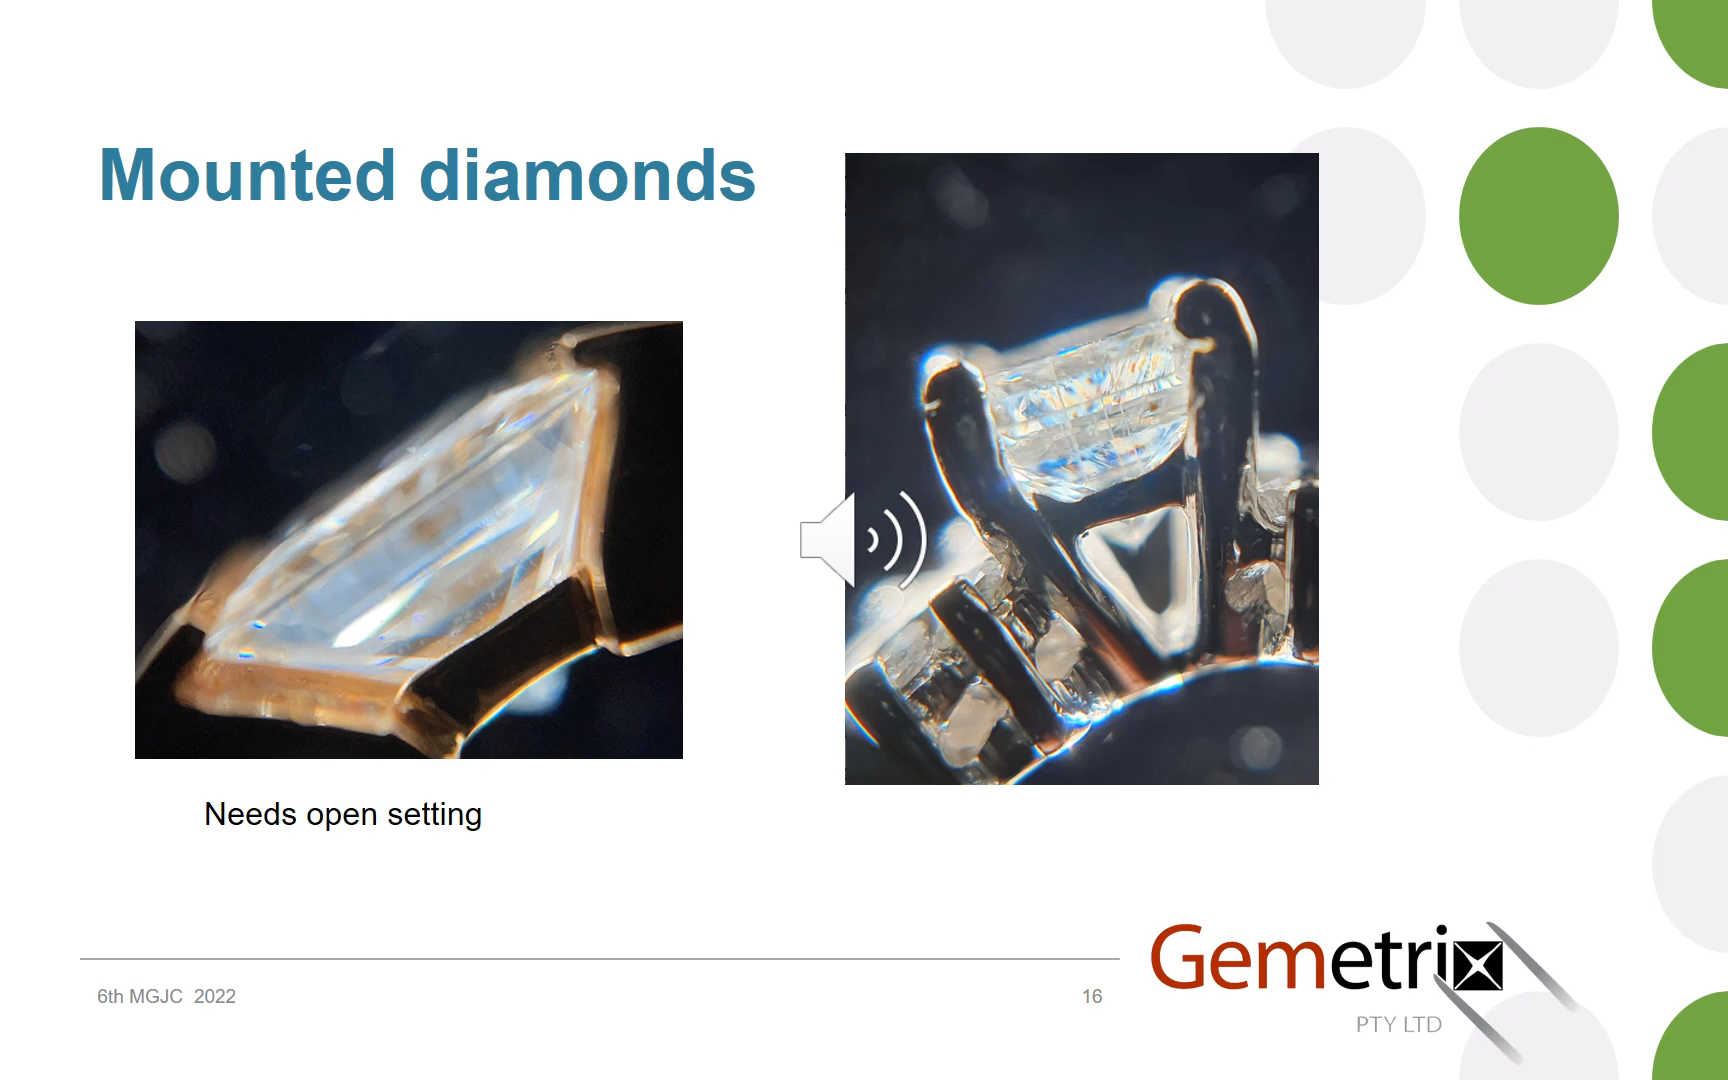 Mounted diamonds
Needs open setting
6th MGJC  2022
16
Gemetrix
PTY LTD